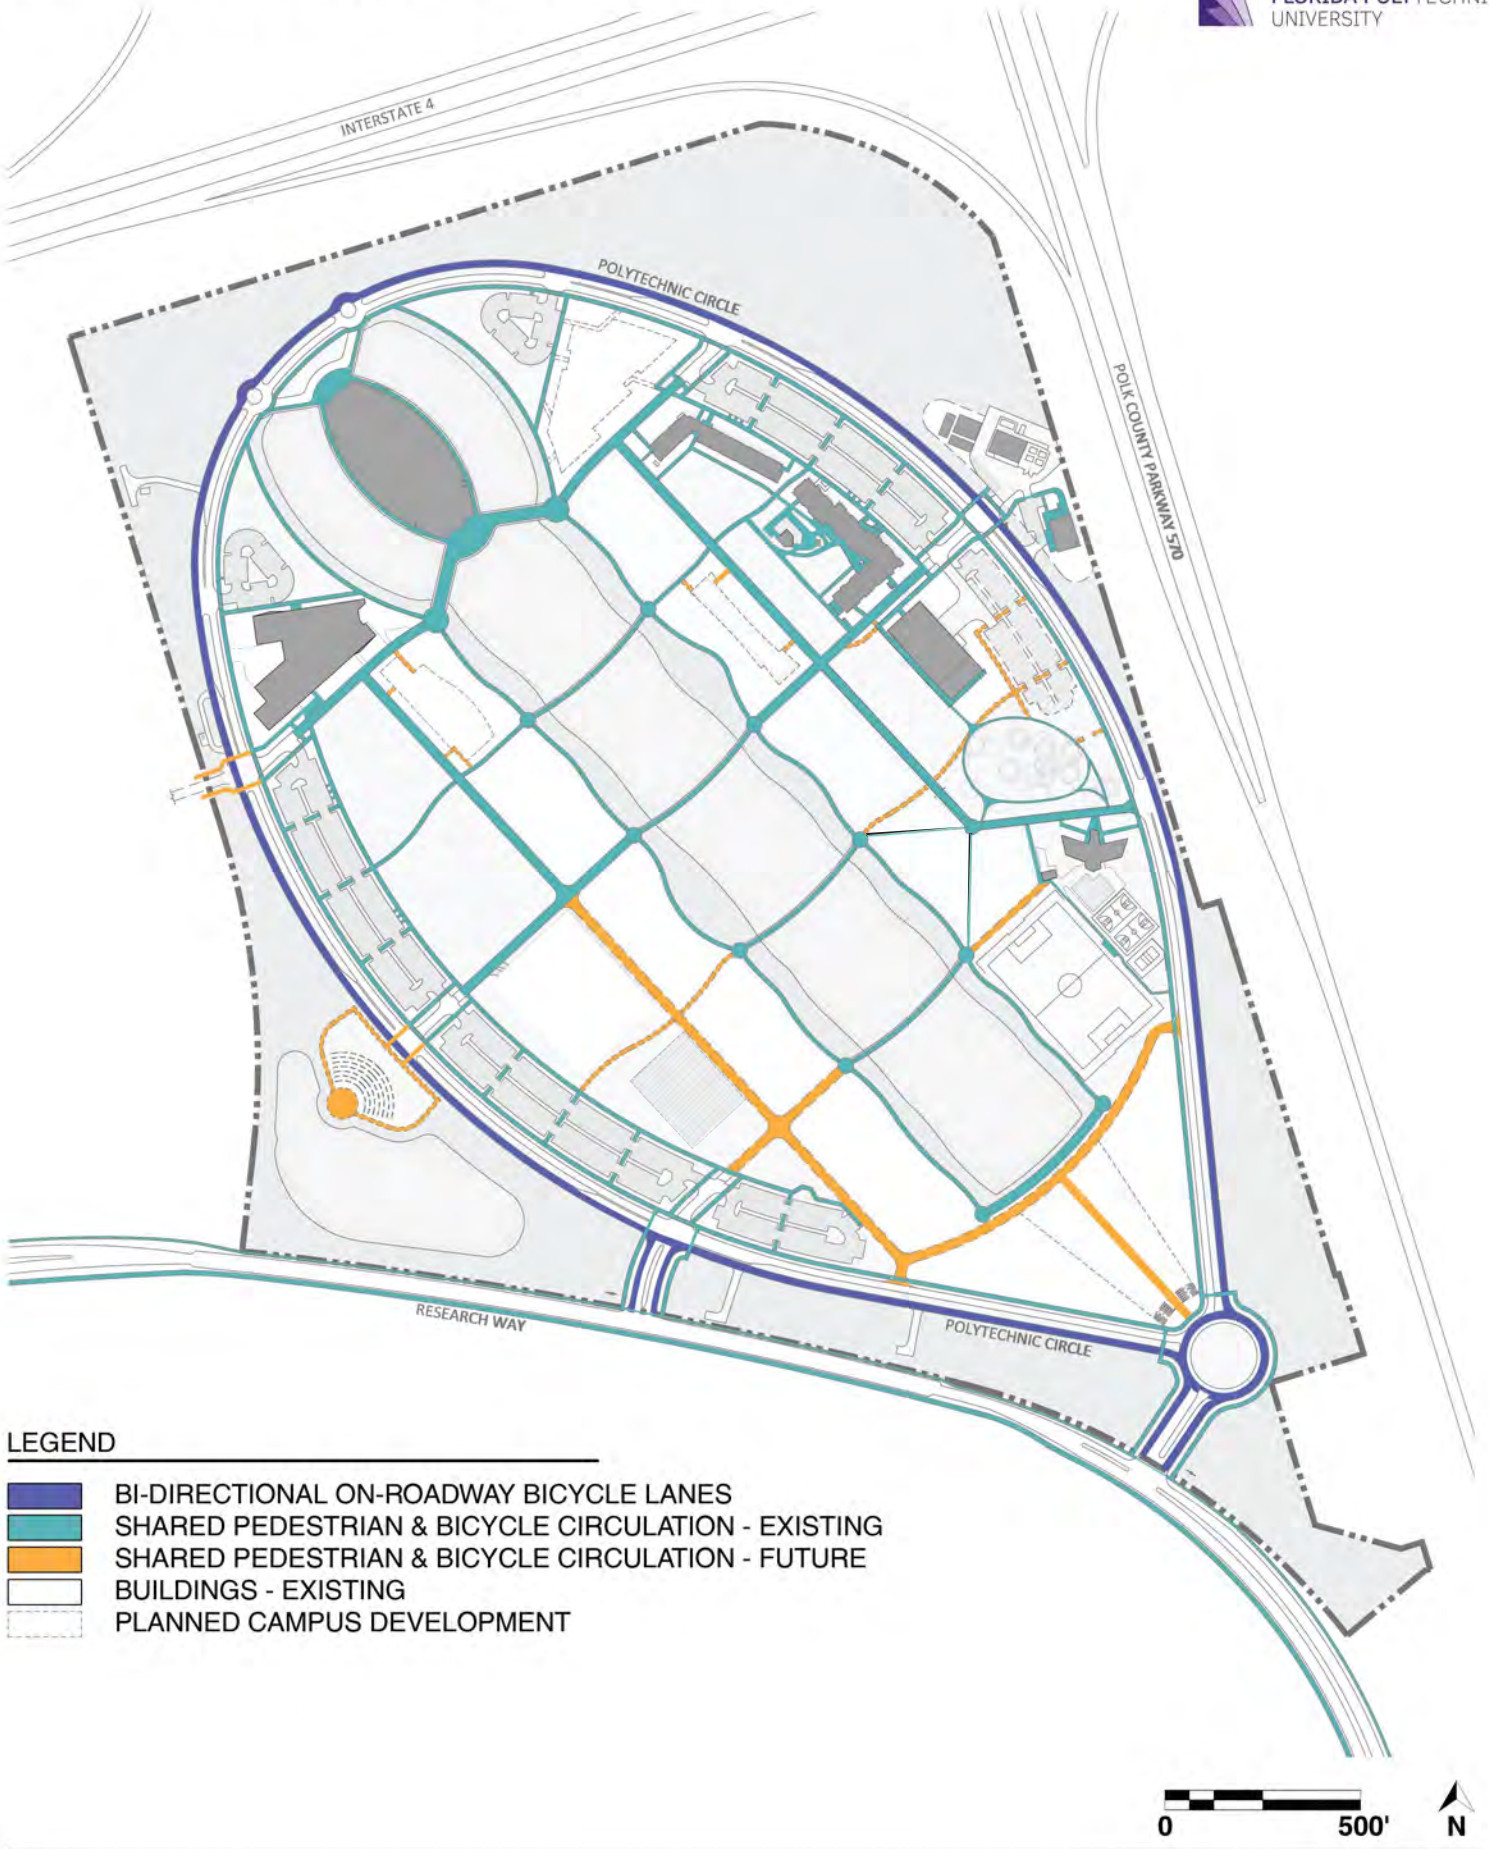 UNIVERSITY
INTERSTATE 4
POLYTECHNIC CIRCLE
POLK COUNTY PARKWAY 570
RESEARCH WAY
POLYTECHNIC CIRCLE
LEGEND
BI-DIRECTIONAL ON-ROADWAY BICYCLE LANES
SHARED PEDESTRIAN & BICYCLE CIRCULATION - EXISTING
SHARED PEDESTRIAN & BICYCLE CIRCULATION - FUTURE
BUILDINGS - EXISTING
PLANNED CAMPUS DEVELOPMENT
0 500' N